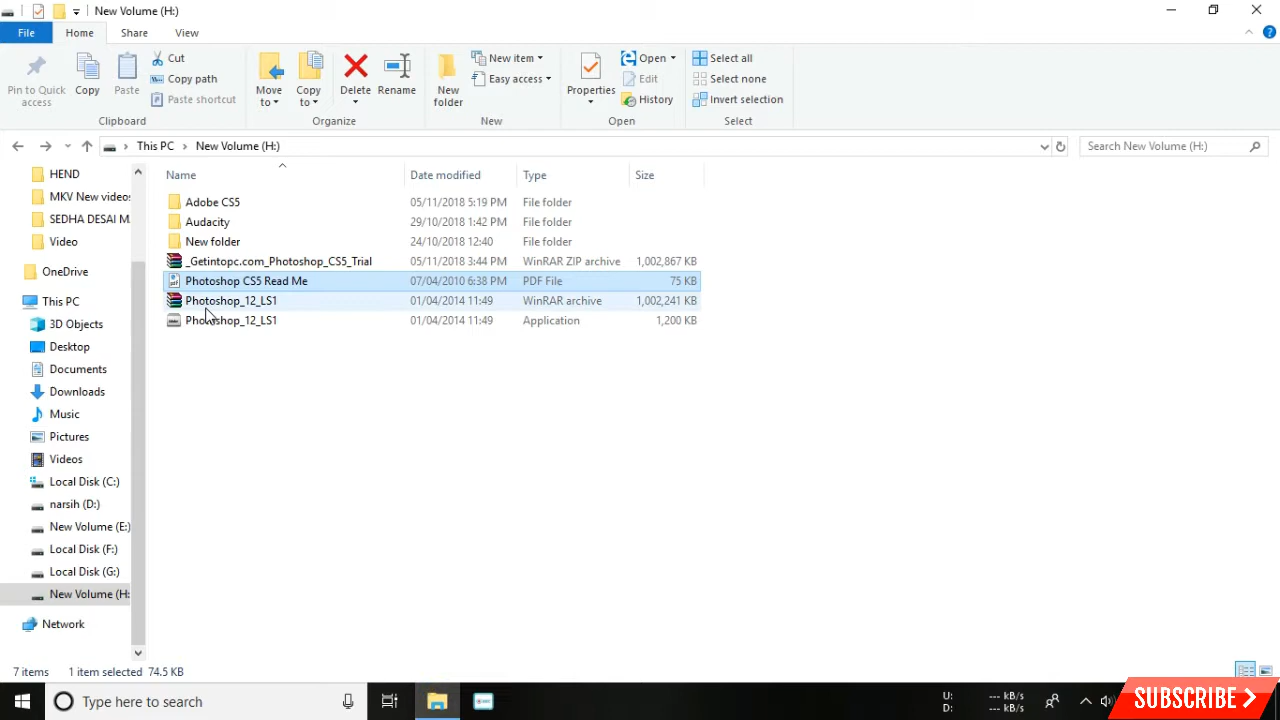 New Volume (H:)
File Home Share View
Pin to Quick access
Copy
Paste
Cut
Copy path
Paste shortcut
Clipboard
Move to
Copy to
Delete
Rename
Organize
New folder
New item
Easy access
New
Properties
Open
Edit
History
Open
Select all
Select none
Invert selection
Select
This PC New Volume (H:)
Search New Volume (H:)
HEND
MKV New videos
SEDHA DESAI M
Video
OneDrive
This PC
3D Objects
Desktop
Documents
Downloads
Music
Pictures
Videos
Local Disk (C:)
narsih (D:)
New Volume (E:)
Local Disk (F:)
Local Disk (G:)
New Volume (H:
Network
Name Date modified Type Size
Adobe CS5 05/11/2018 5:19 PM File folder
Audacity 29/10/2018 1:42 PM File folder
New folder 24/10/2018 12:40 File folder
_Getintopc.com_Photoshop_CS5_Trial 05/11/2018 3:44 PM WinRAR ZIP archive 1,002,867 KB
Photoshop CS5 Read Me 07/04/2010 6:38 PM PDF File 75 KB
Photoshop_12_LS1 01/04/2014 11:49 WinRAR archive 1,002,241 KB
Photoshop_12_LS1 01/04/2014 11:49 Application 1,200 KB
7 items 1 item selected 74.5 KB
Type here to search
U: --- kB/s
D: --- kB/s
SUBSCRIBE